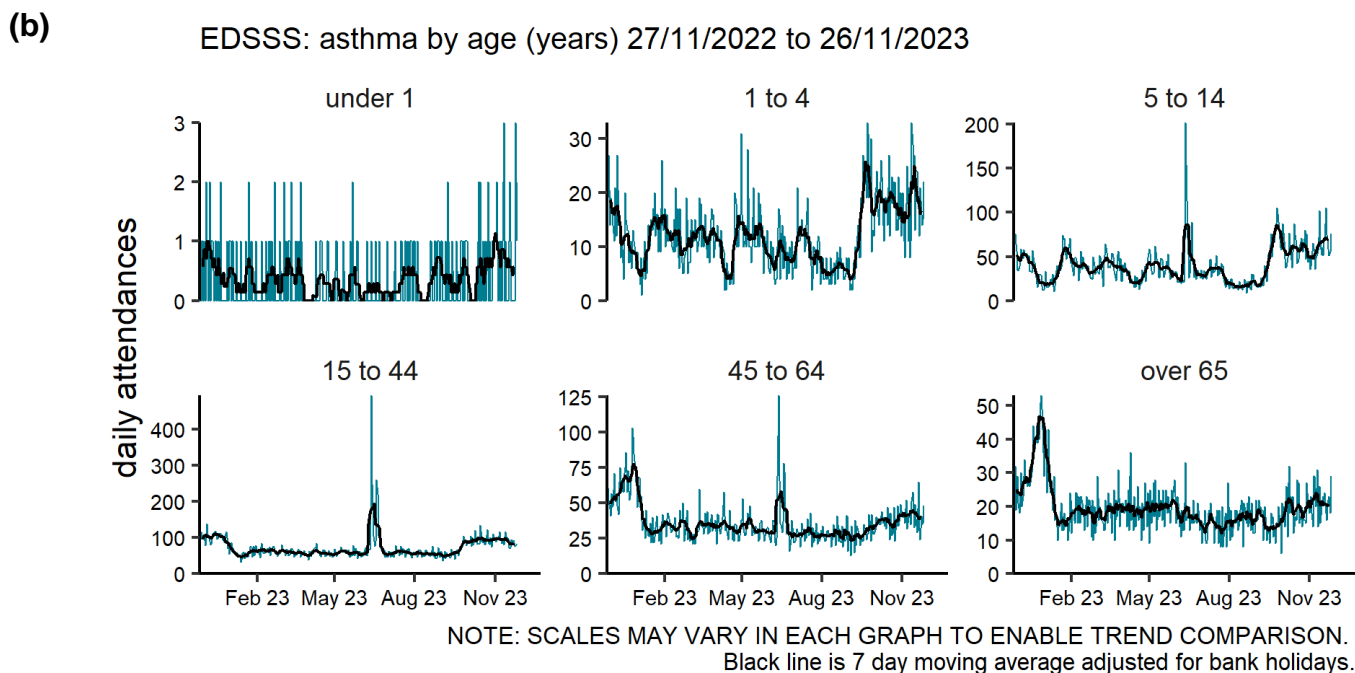 (b)
EDSSS: asthma by age (years) 27/11/2022 to 26/11/2023
daily attendances
under 1
3
2
1
0
1 to 4
30
20
10
0
5 to 14
200
150
100
50
0
15 to 44
400
300
200
100
0
Feb 23 May 23 Aug 23 Nov 23
45 to 64
125
100
75
50
25
0
Feb 23 May 23 Aug 23 Nov 23
over 65
50
40
30
20
10
0
Feb 23 May 23 Aug 23 Nov 23
NOTE: SCALES MAY VARY IN EACH GRAPH TO ENABLE TREND COMPARISON.
Black line is 7 day moving average adjusted for bank holidays.